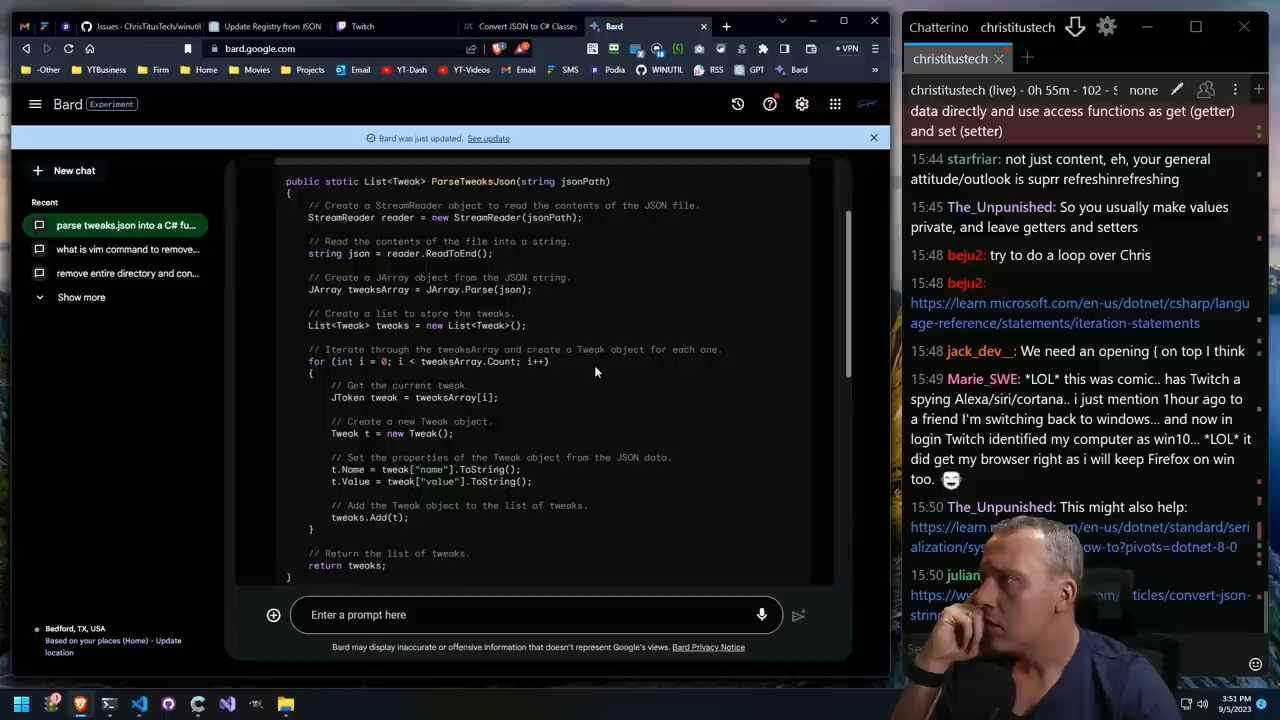 Issues · ChrisTitusTech/winutil
Update Registry from JSON
Twitch
Convert JSON to C# Classes
Bard
bard.google.com
VPN
-Other
YTBusiness
Firm
Home
Movies
Projects
Email
YT-Dash
YT-Videos
Email
SMS
Podia
WINUTIL
RSS
GPT
Bard
Bard
Experiment
Bard was just updated. See update
New chat
Recent
parse tweaks.json into a C# fu...
what is vim command to remove...
remove entire directory and con...
Show more
Bedford, TX, USA
Based on your places (Home) - Update
location
public static List<Tweak> ParseTweaksJson(string jsonPath)
{
// Create a StreamReader object to read the contents of the JSON file.
StreamReader reader = new StreamReader(jsonPath);
// Read the contents of the file into a string.
string json = reader.ReadToEnd();
// Create a JArray object from the JSON string.
JArray tweaksArray = JArray.Parse(json);
// Create a list to store the tweaks.
List<Tweak> tweaks = new List<Tweak>();
// Iterate through the tweaksArray and create a Tweak object for each one.
for (int i = 0; i < tweaksArray.Count; i++)
{
// Get the current tweak.
JToken tweak = tweaksArray[i];
// Create a new Tweak object.
Tweak t = new Tweak();
// Set the properties of the Tweak object from the JSON data.
t.Name = tweak["name"].ToString();
t.Value = tweak["value"].ToString();
// Add the Tweak object to the list of tweaks.
tweaks.Add(t);
}
// Return the list of tweaks.
return tweaks;
}
Enter a prompt here
Bard may display inaccurate or offensive information that doesn't represent Google's views. Bard Privacy Notice
Chatterino
christitustech
christitustech
christitustech (live) - 0h 55m - 102 -
none
data directly and use access functions as get (getter)
and set (setter)
15:44 starfriar: not just content, eh, your general
attitude/outlook is suprr refreshinrefreshing
15:45 The_Unpunished: So you usually make values
private, and leave getters and setters
15:48 beju2: try to do a loop over Chris
15:48 beju2:
https://learn.microsoft.com/en-us/dotnet/csharp/langu
age-reference/statements/iteration-statements
15:48 jack_dev__: We need an opening { on top I think
15:49 Marie_SWE: *LOL* this was comic.. has Twitch a
spying Alexa/siri/cortana.. i just mention 1hour ago to
a friend I'm switching back to windows... and now in
login Twitch identified my computer as win10... *LOL* it
did get my browser right as i will keep Firefox on win
too.
15:50 The_Unpunished: This might also help:
https://learn.m en-us/dotnet/standard/seri
alization/sys ow-to?pivots=dotnet-8-0
15:50 julian
https://w om/ ticles/convert-json-
string
3:51 PM
9/5/2023